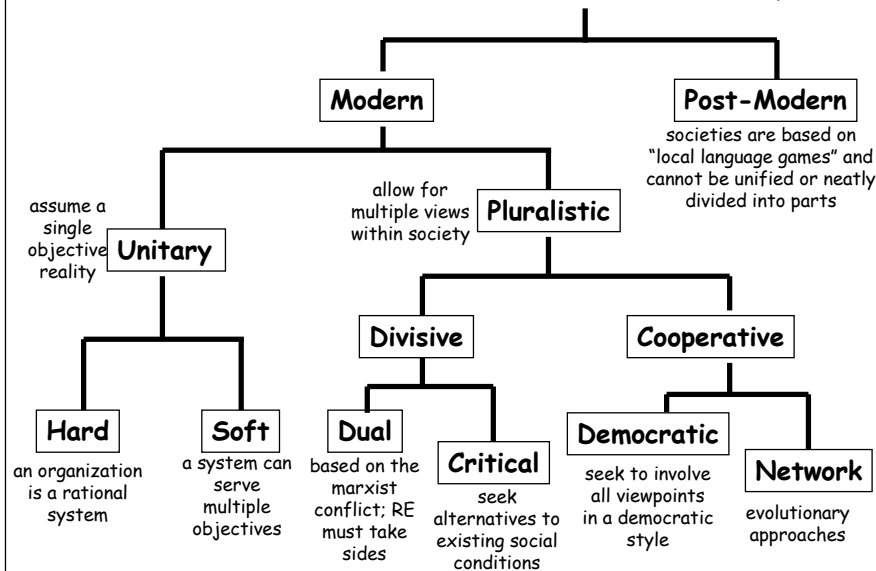 Modern
Post-Modern
societies are based on
“local language games” and
cannot be unified or neatly
divided into parts
assume a
single
objective
reality
Unitary
allow for
multiple views
within society
Pluralistic
Divisive
Cooperative
Hard
an organization
is a rational
system
Soft
a system can
serve
multiple
objectives
Dual
based on the
marxist
conflict; RE
must take
sides
Critical
seek
alternatives to
existing social
conditions
Democratic
seek to involve
all viewpoints
in a democratic
style
Network
evolutionary
approaches